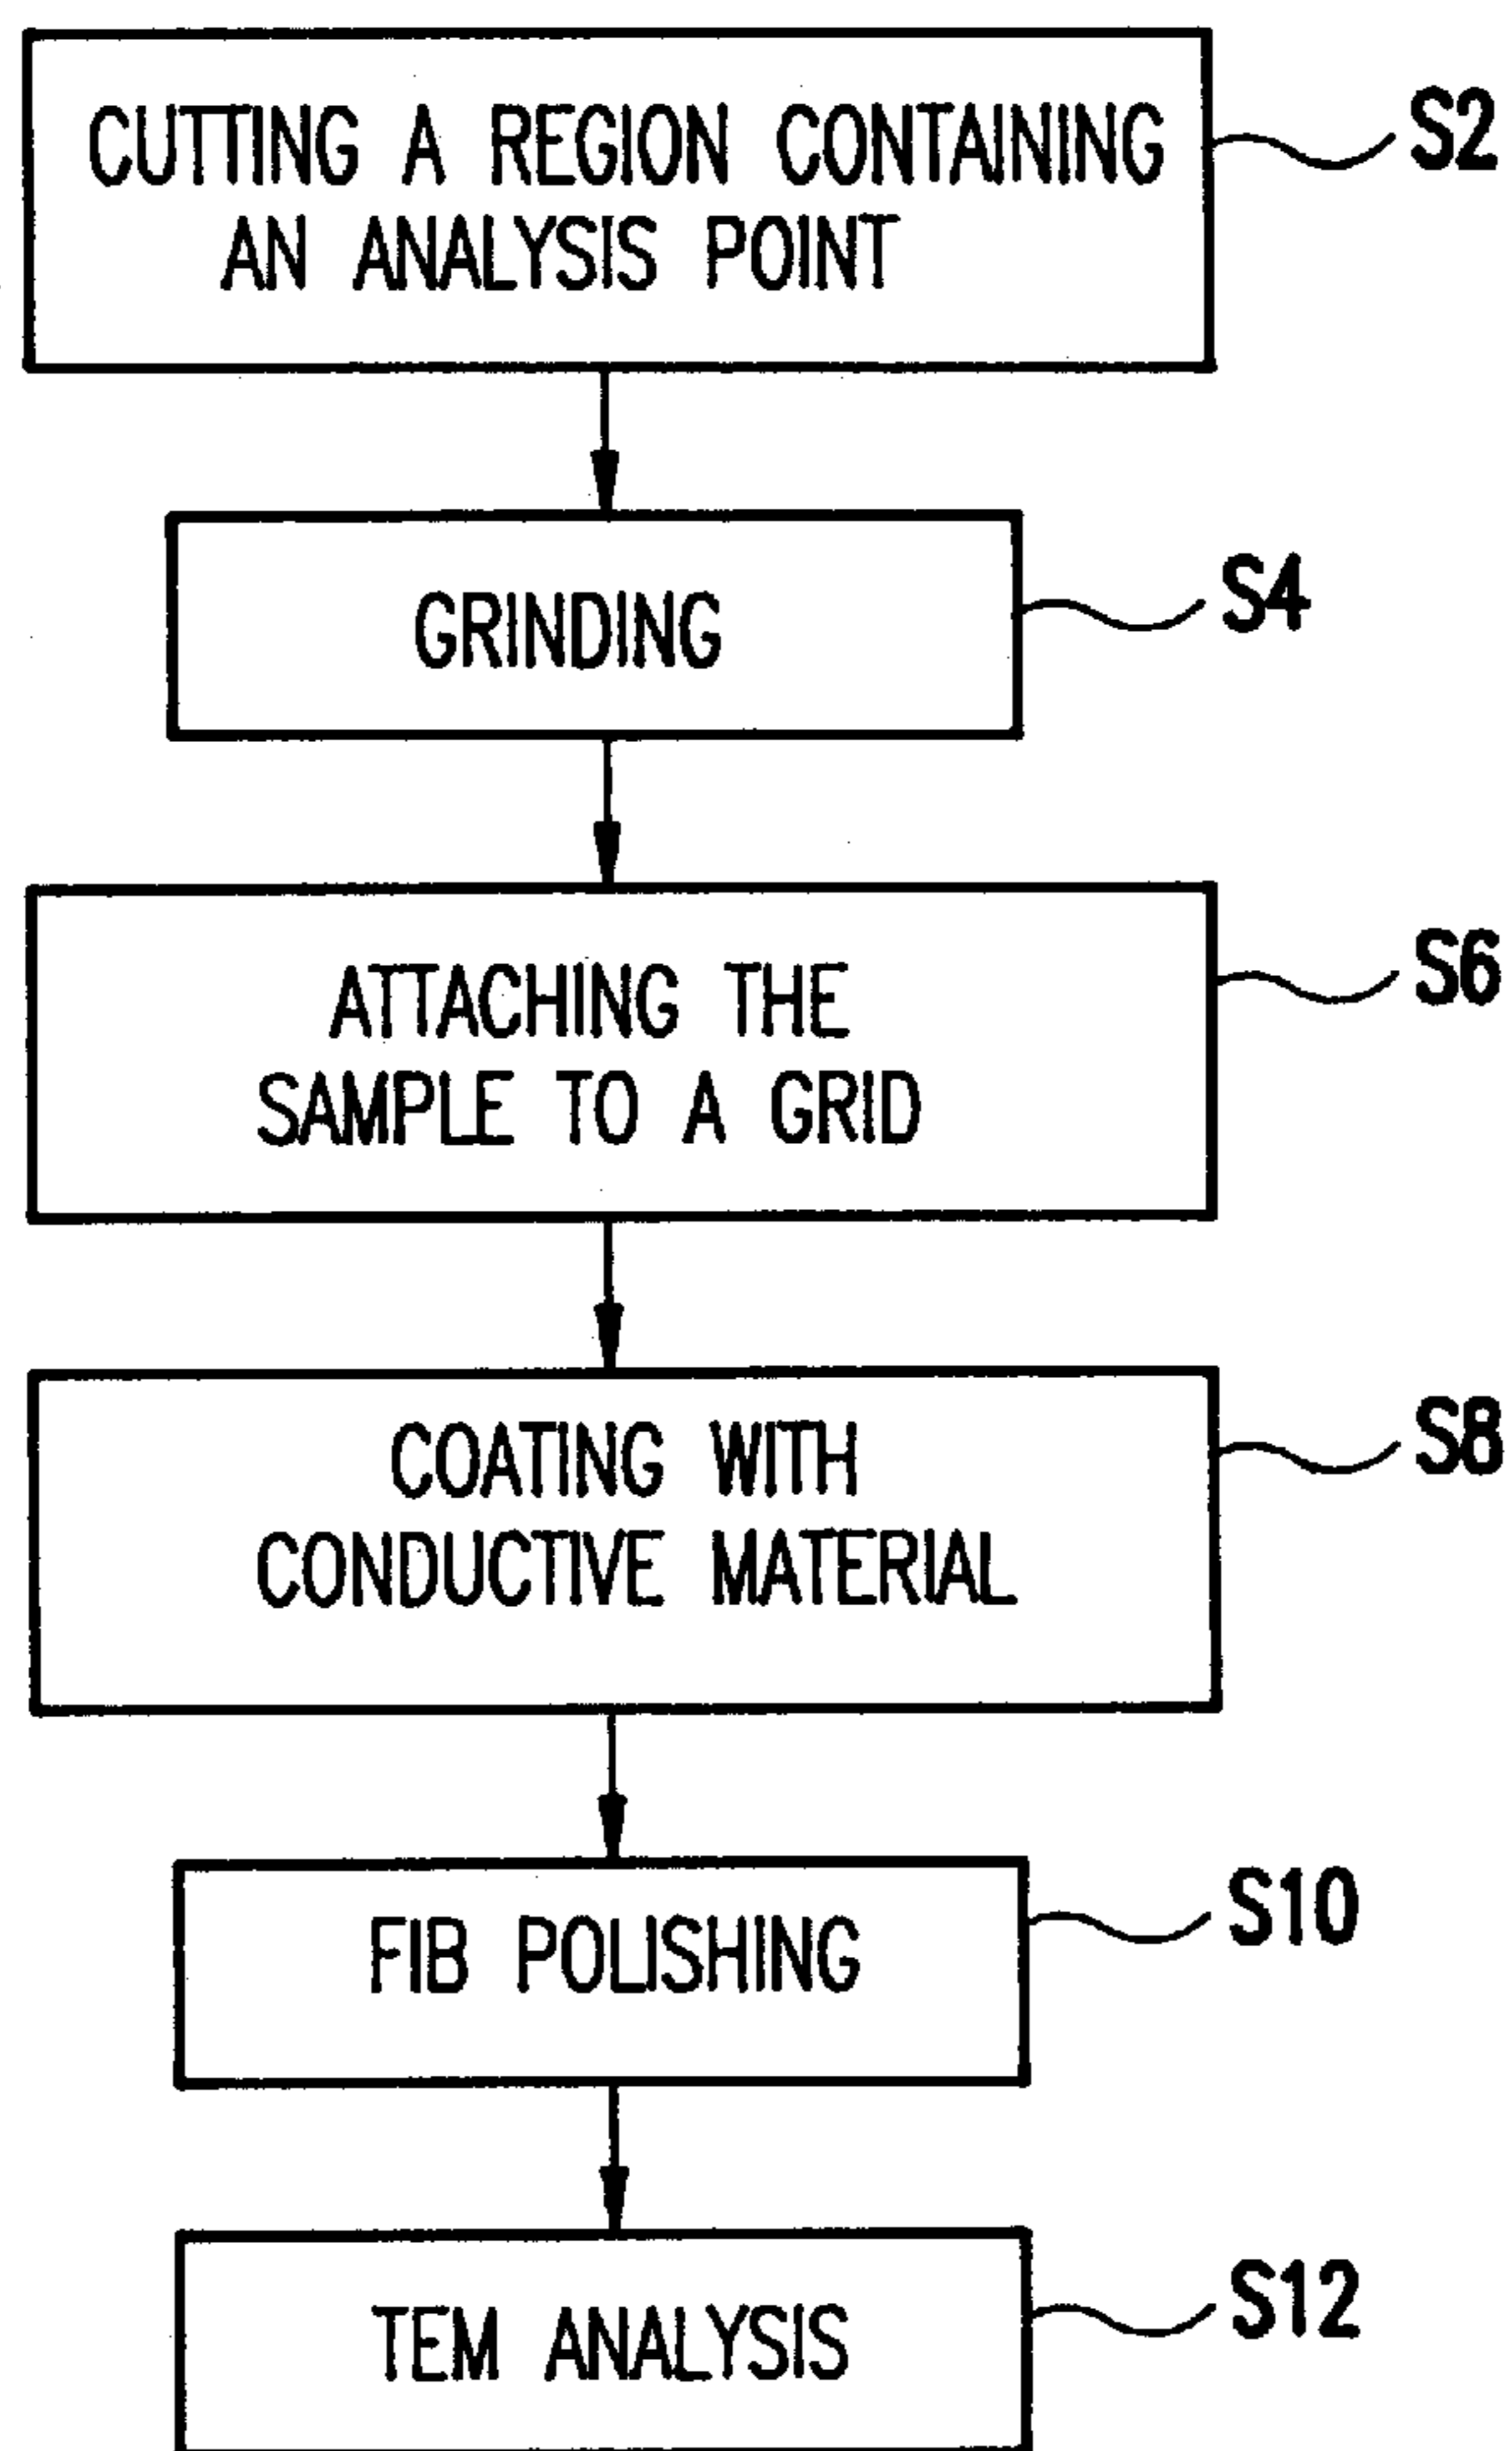 CUTTING A REGION CONTAINING
AN ANALYSIS POINT
S2
GRINDING
S4
ATTACHING THE
SAMPLE TO A GRID
S6
COATING WITH
CONDUCTIVE MATERIAL
S8
FIB POLISHING
S10
TEM ANALYSIS
S12